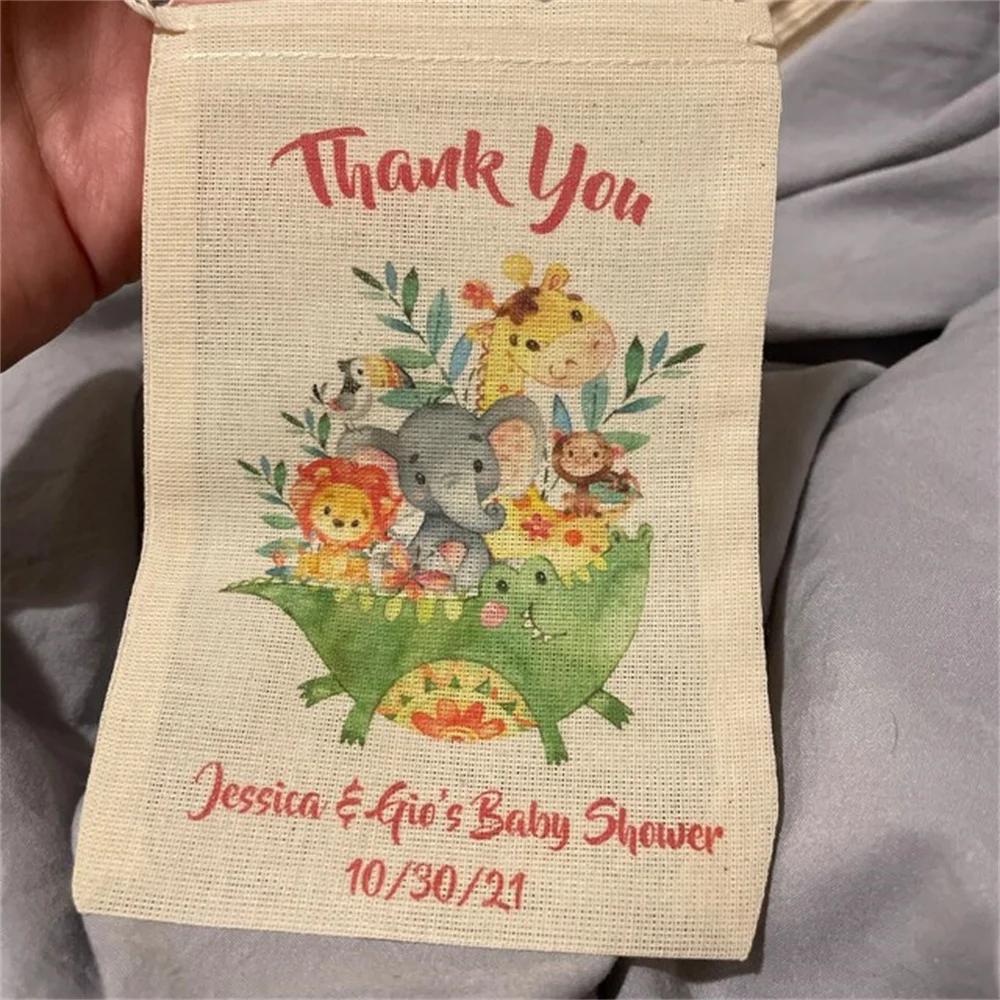 Thank You
Jessica & Gio's Baby Shower
10/30/21